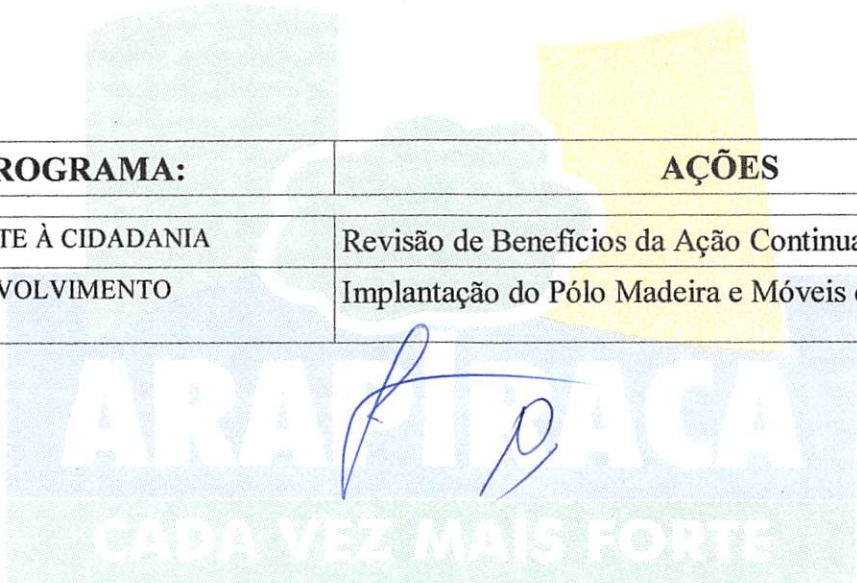 ROGRAMA: AÇÕES
TE À CIDADANIA Revisão de Benefícios da Ação Continua
VOLVIMENTO Implantação do Pólo Madeira e Móveis
ARAPIRACA
CADA VEZ MAIS FORTE